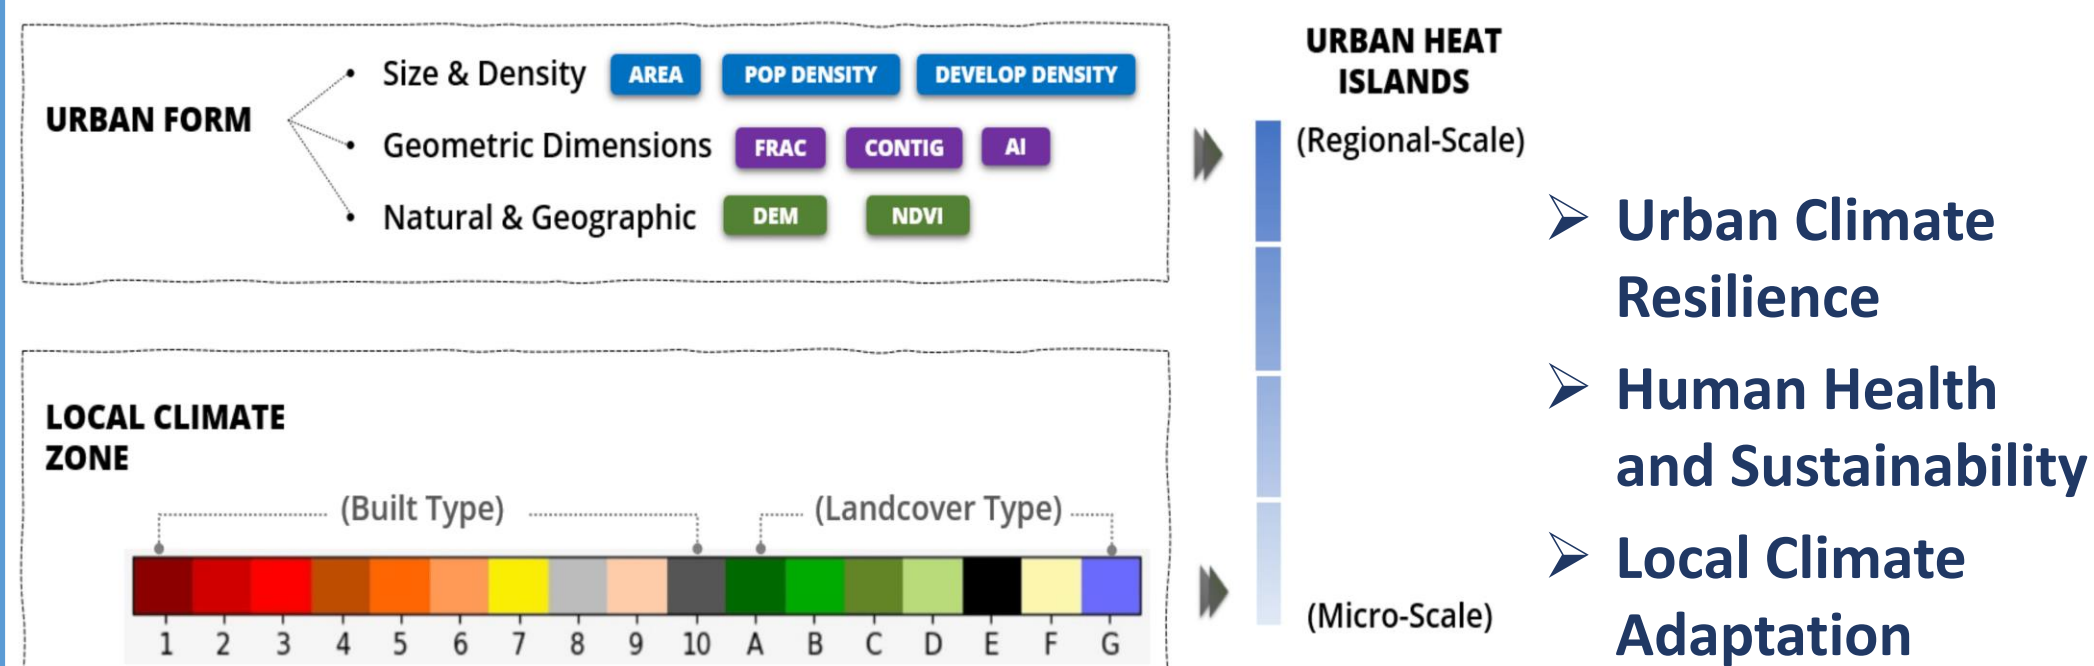 URBAN FORM
• Size & Density AREA POP DENSITY DEVELOP DENSITY
• Geometric Dimensions FRAC CONTIG AI
• Natural & Geographic DEM NDVI
LOCAL CLIMATE
ZONE
(Built Type) (Landcover Type)
1 2 3 4 5 6 7 8 9 10 A B C D E F G
URBAN HEAT
ISLANDS
(Regional-Scale)
(Micro-Scale)
➢ Urban Climate
Resilience
➢ Human Health
and Sustainability
➢ Local Climate
Adaptation